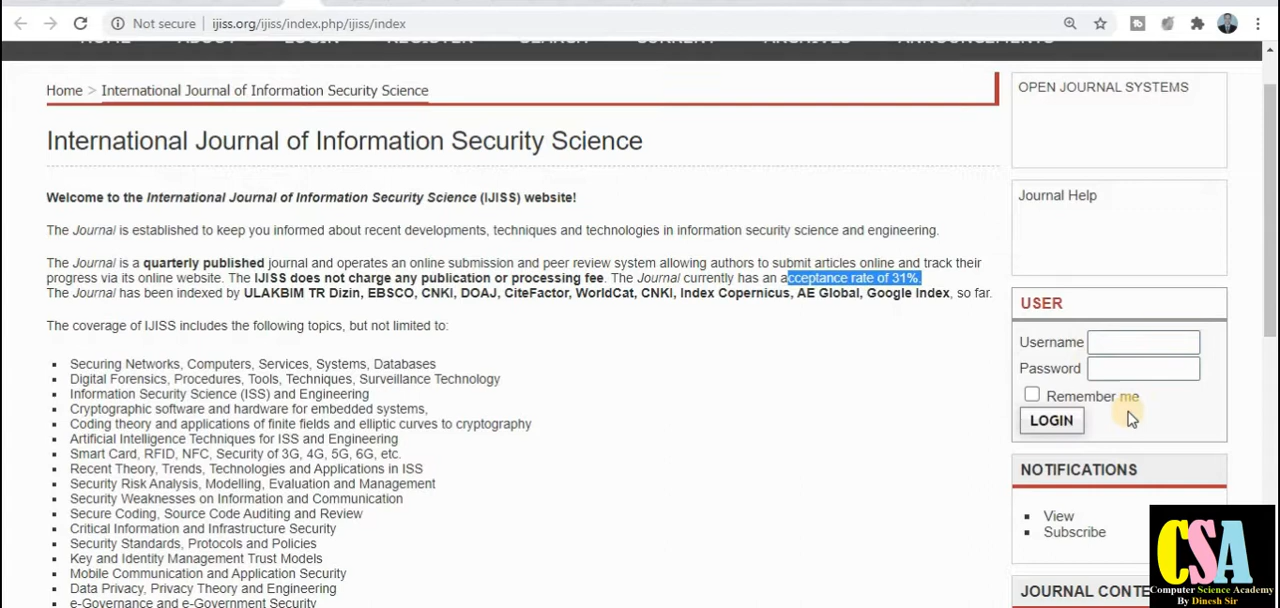 Not secure | ijiss.org/ijiss/index.php/ijiss/index
HOME ABOUT LOGIN REGISTER SEARCH CURRENT ARCHIVES ANNOUNCEMENTS
Home > International Journal of Information Security Science
International Journal of Information Security Science
Welcome to the International Journal of Information Security Science (IJISS) website!
The Journal is established to keep you informed about recent developments, techniques and technologies in information security science and engineering.
The Journal is a quarterly published journal and operates an online submission and peer review system allowing authors to submit articles online and track their
progress via its online website. The IJISS does not charge any publication or processing fee. The Journal currently has an acceptance rate of 31%.
The Journal has been indexed by ULAKBIM TR Dizin, EBSCO, CNKI, DOAJ, CiteFactor, WorldCat, CNKI, Index Copernicus, AE Global, Google Index, so far.
The coverage of IJISS includes the following topics, but not limited to:
Securing Networks, Computers, Services, Systems, Databases
Digital Forensics, Procedures, Tools, Techniques, Surveillance Technology
Information Security Science (ISS) and Engineering
Cryptographic software and hardware for embedded systems,
Coding theory and applications of finite fields and elliptic curves to cryptography
Artificial Intelligence Techniques for ISS and Engineering
Smart Card, RFID, NFC, Security of 3G, 4G, 5G, 6G, etc.
Recent Theory, Trends, Technologies and Applications in ISS
Security Risk Analysis, Modelling, Evaluation and Management
Security Weaknesses on Information and Communication
Secure Coding, Source Code Auditing and Review
Critical Information and Infrastructure Security
Security Standards, Protocols and Policies
Key and Identity Management Trust Models
Mobile Communication and Application Security
Data Privacy, Privacy Theory and Engineering
e-Governance and e-Government Security
OPEN JOURNAL SYSTEMS
Journal Help
USER
Username
Password
Remember me
LOGIN
NOTIFICATIONS
View
Subscribe
JOURNAL CONTE
CSA
Computer Science Academy
By Dinesh Sir